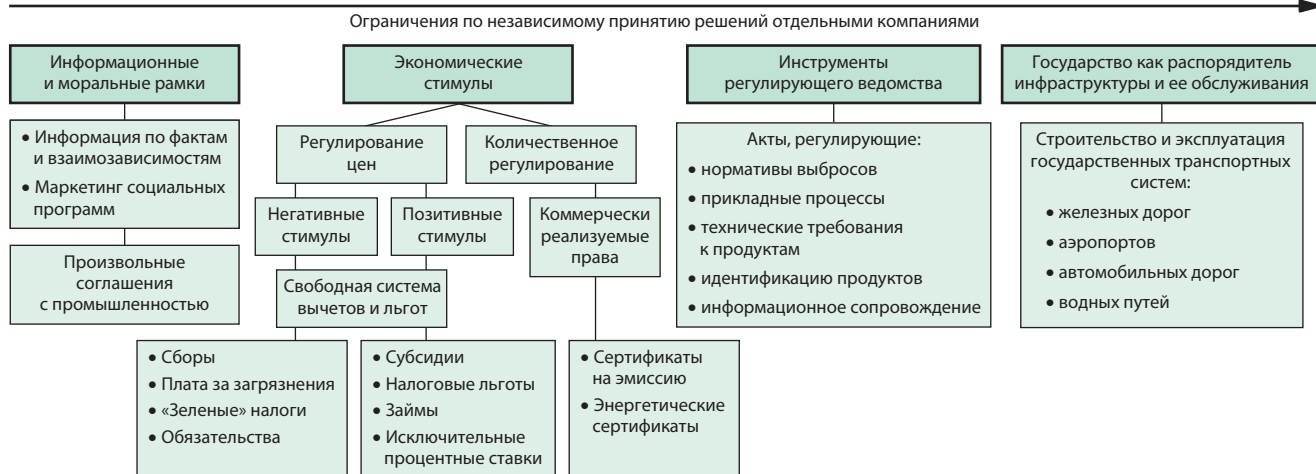 Ограничения по независимому принятию решений отдельными компаниями
Информационные
и моральные рамки
• Информация по фактам
и взаимозависимостям
• Маркетинг социальных
программ
Произвольные
соглашения
с промышленностью
Экономические
стимулы
Регулирование
цен
Количественное
регулирование
Негативные
стимулы
Позитивные
стимулы
Коммерчески
реализуемые
права
Свободная система
вычетов и льгот
• Сборы
• Плата за загрязнения
• «Зеленые» налоги
• Обязательства
• Субсидии
• Налоговые льготы
• Займы
• Исключительные
процентные ставки
• Сертификаты
на эмиссию
• Энергетические
сертификаты
Инструменты
регулирующего ведомства
Акты, регулирующие:
• нормативы выбросов
• прикладные процессы
• технические требования
к продуктам
• идентификацию продуктов
• информационное сопровождение
Государство как распорядитель
инфраструктуры и ее обслуживания
Строительство и эксплуатация
государственных транспортных
систем:
• железных дорог
• аэропортов
• автомобильных дорог
• водных путей